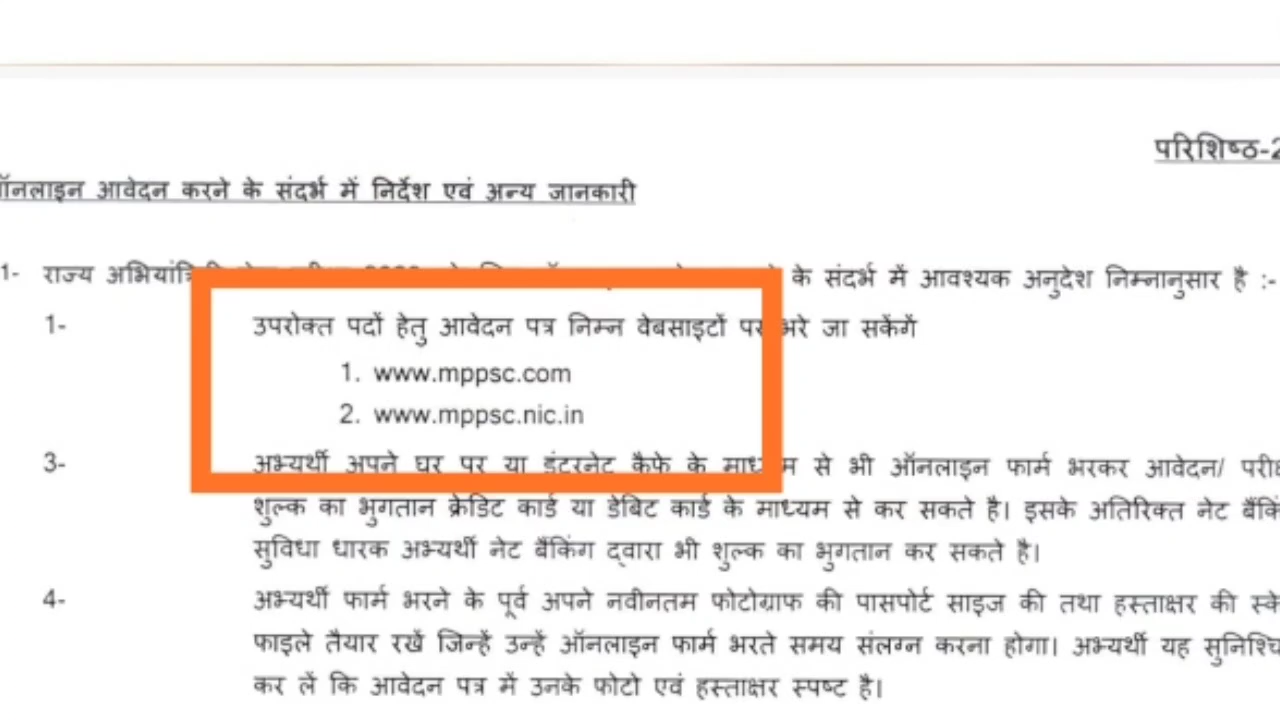 परिशिष्ठ-2
ऑनलाइन आवेदन करने के संदर्भ में निर्देश एवं अन्य जानकारी
1- राज्य के संदर्भ में आवश्यक अनुदेश निम्नानुसार है :-
1- उपरोक्त पदों हेतु आवेदन पत्र निम्न वेबसाइटों पर भरे जा सकेंगें
1. www.mppsc.com
2. www.mppsc.nic.in
3- अभ्यर्थी अपने घर पर या इंटरनेट कैफे के माध्यम से भी ऑनलाइन फार्म भरकर आवेदन/
शुल्क का भुगतान क्रेडिट कार्ड या डेबिट कार्ड के माध्यम से कर सकते है। इसके अतिरिक्त नेट
सुविधा धारक अभ्यर्थी नेट बैंकिंग द्वारा भी शुल्क का भुगतान कर सकते है।
4- अभ्यर्थी फार्म भरने के पूर्व अपने नवीनतम फोटोग्राफ की पासपोर्ट साइज की तथा हस्ताक्षर की
फाइले तैयार रखें जिन्हें उन्हें ऑनलाइन फार्म भरते समय संलग्न करना होगा। अभ्यर्थी यह
कर लें कि आवेदन पत्र में उनके फोटो एवं हस्ताक्षर स्पष्ट है।